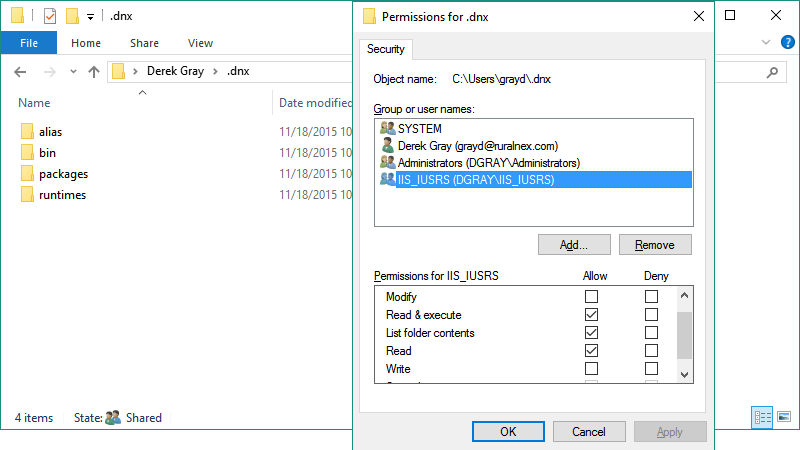 .dnx
File Home Share View
Derek Gray .dnx
Name Date modified
alias 11/18/2015 10
bin 11/18/2015 10
packages 11/18/2015 10
runtimes 11/18/2015 10
4 items State: Shared
Permissions for .dnx
Security
Object name: C:\Users\grayd\.dnx
Group or user names:
SYSTEM
Derek Gray (grayd@ruralnex.com)
Administrators (DGRAY\Administrators)
IIS_IUSRS (DGRAY\IIS_IUSRS)
Add... Remove
Permissions for IIS_IUSRS Allow Deny
Modify
Read & execute
List folder contents
Read
Write
OK Cancel Apply